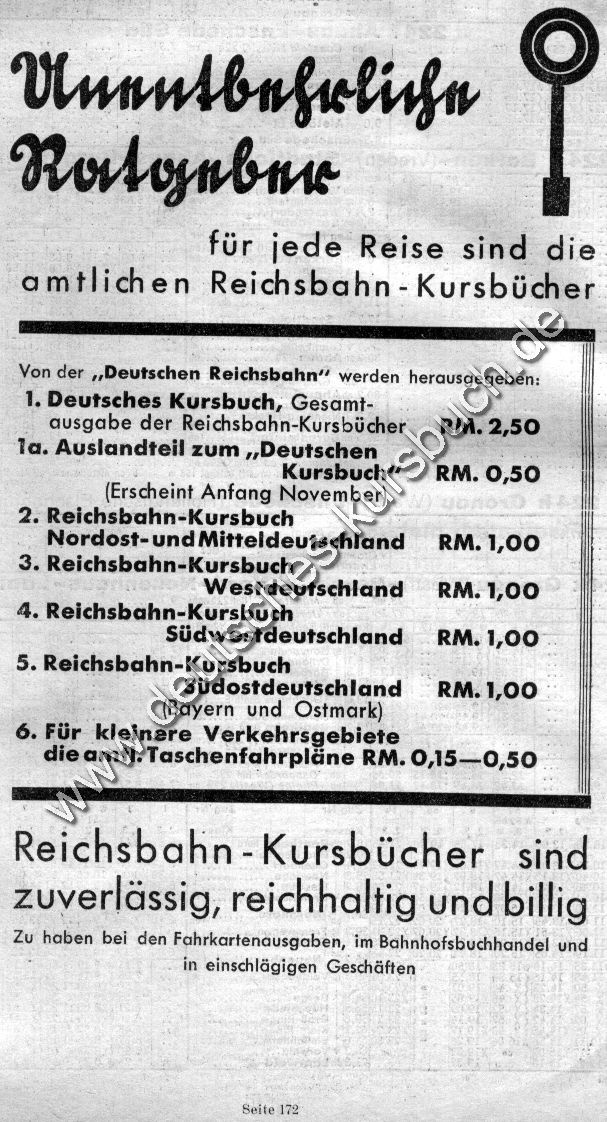 Unentbehrliche
Ratgeber
für jede Reise sind die
amtlichen Reichsbahn-Kursbücher
Von der „Deutschen Reichsbahn" werden herausgegeben:
1. Deutsches Kursbuch, Gesamt-
ausgabe der Reichsbahn-Kursbücher RM. 2,50
1a. Auslandteil zum „Deutschen
Kursbuch" RM. 0,50
(Erscheint Anfang November)
2. Reichsbahn-Kursbuch
Nordost- und Mitteldeutschland RM. 1,00
3. Reichsbahn-Kursbuch
Westdeutschland RM. 1,00
4. Reichsbahn-Kursbuch
Südwestdeutschland RM. 1,00
5. Reichsbahn-Kursbuch
Südostdeutschland RM. 1,00
(Bayern und Ostmark)
6. Für kleinere Verkehrsgebiete
die amtl. Taschenfahrpläne RM. 0,15—0,50
www.deutsches-kursbuch.de
Reichsbahn-Kursbücher sind
zuverlässig, reichhaltig und billig
Zu haben bei den Fahrkartenausgaben, im Bahnhofsbuchhandel und
in einschlägigen Geschäften
Seite 172